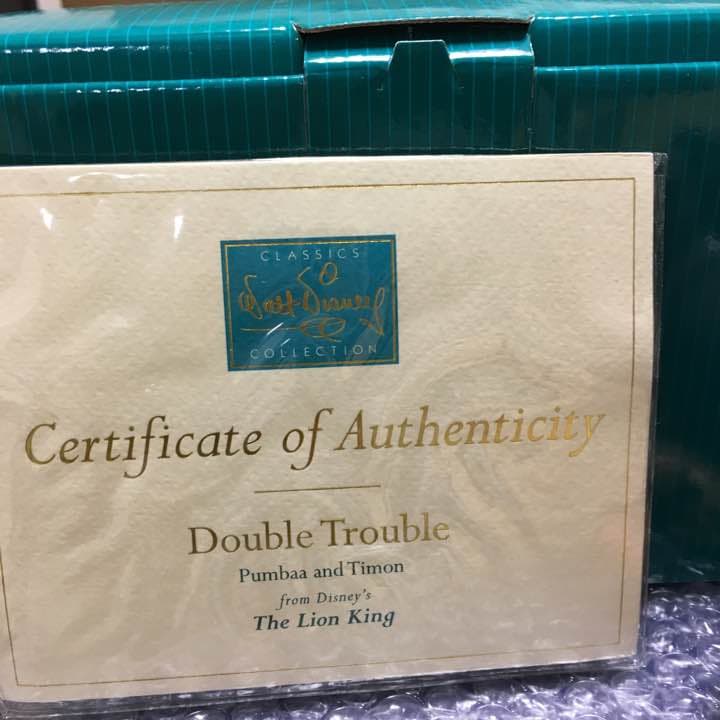 CLASSICS
Walt Disney
COLLECTION
Certificate of Authenticity
Double Trouble
Pumbaa and Timon
from Disney's
The Lion King